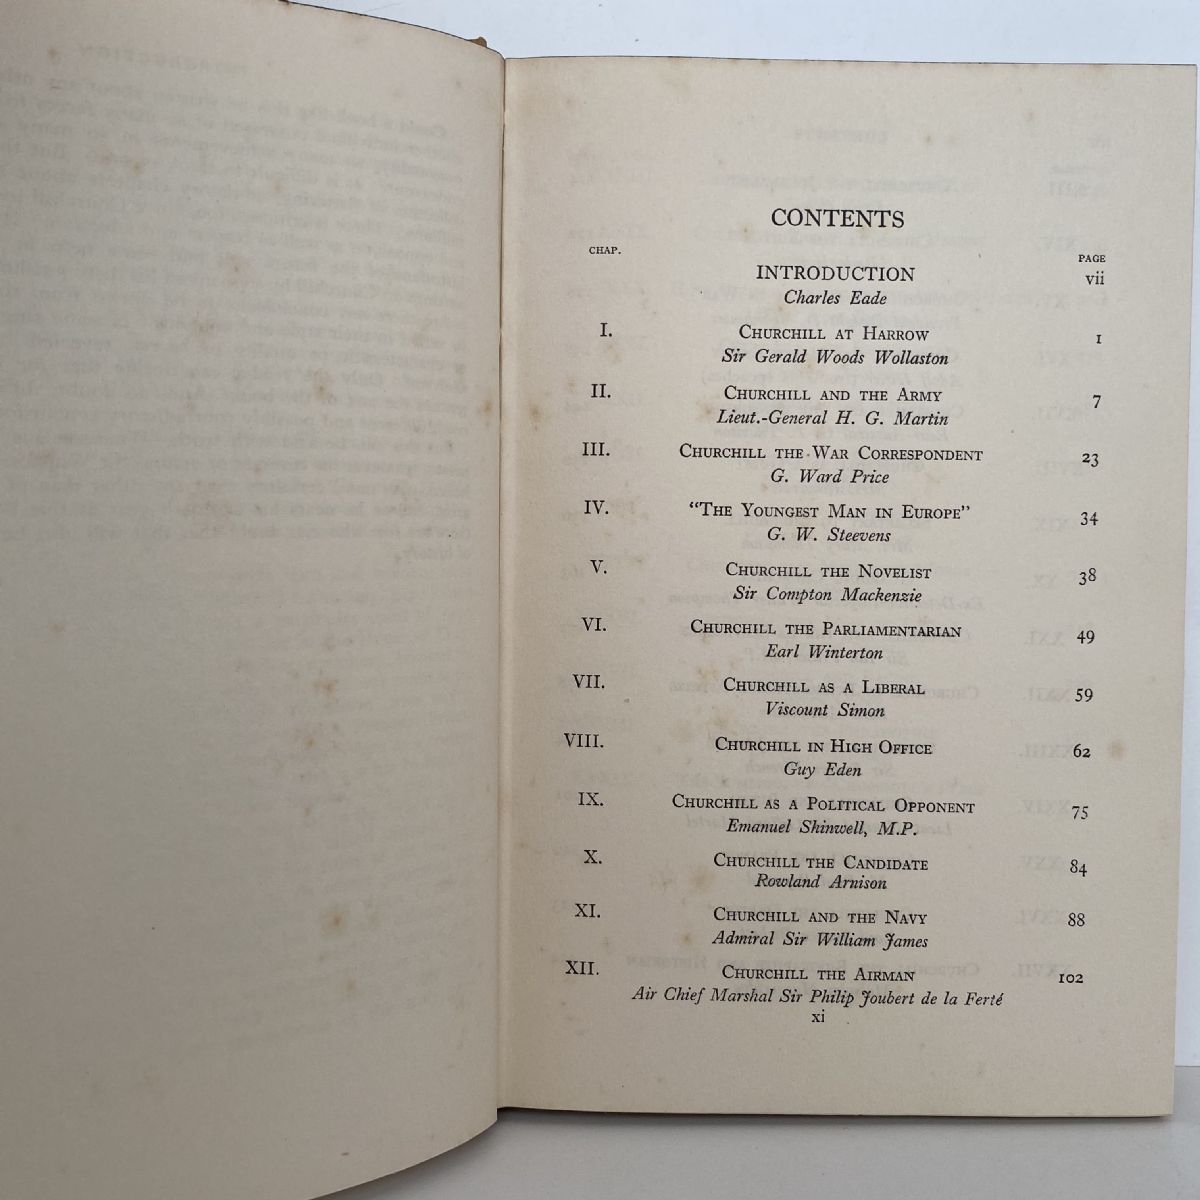 CONTENTS
CHAP. PAGE
INTRODUCTION vii
Charles Eade
I. CHURCHILL AT HARROW 1
Sir Gerald Woods Wollaston
II. CHURCHILL AND THE ARMY 7
Lieut.-General H. G. Martin
III. CHURCHILL THE WAR CORRESPONDENT 23
G. Ward Price
IV. "THE YOUNGEST MAN IN EUROPE" 34
G. W. Steevens
V. CHURCHILL THE NOVELIST 38
Sir Compton Mackenzie
VI. CHURCHILL THE PARLIAMENTARIAN 49
Earl Winterton
VII. CHURCHILL AS A LIBERAL 59
Viscount Simon
VIII. CHURCHILL IN HIGH OFFICE 62
Guy Eden
IX. CHURCHILL AS A POLITICAL OPPONENT 75
Emanuel Shinwell, M.P.
X. CHURCHILL THE CANDIDATE 84
Rowland Arnison
XI. CHURCHILL AND THE NAVY 88
Admiral Sir William James
XII. CHURCHILL THE AIRMAN 102
Air Chief Marshal Sir Philip Joubert de la Ferté
xi